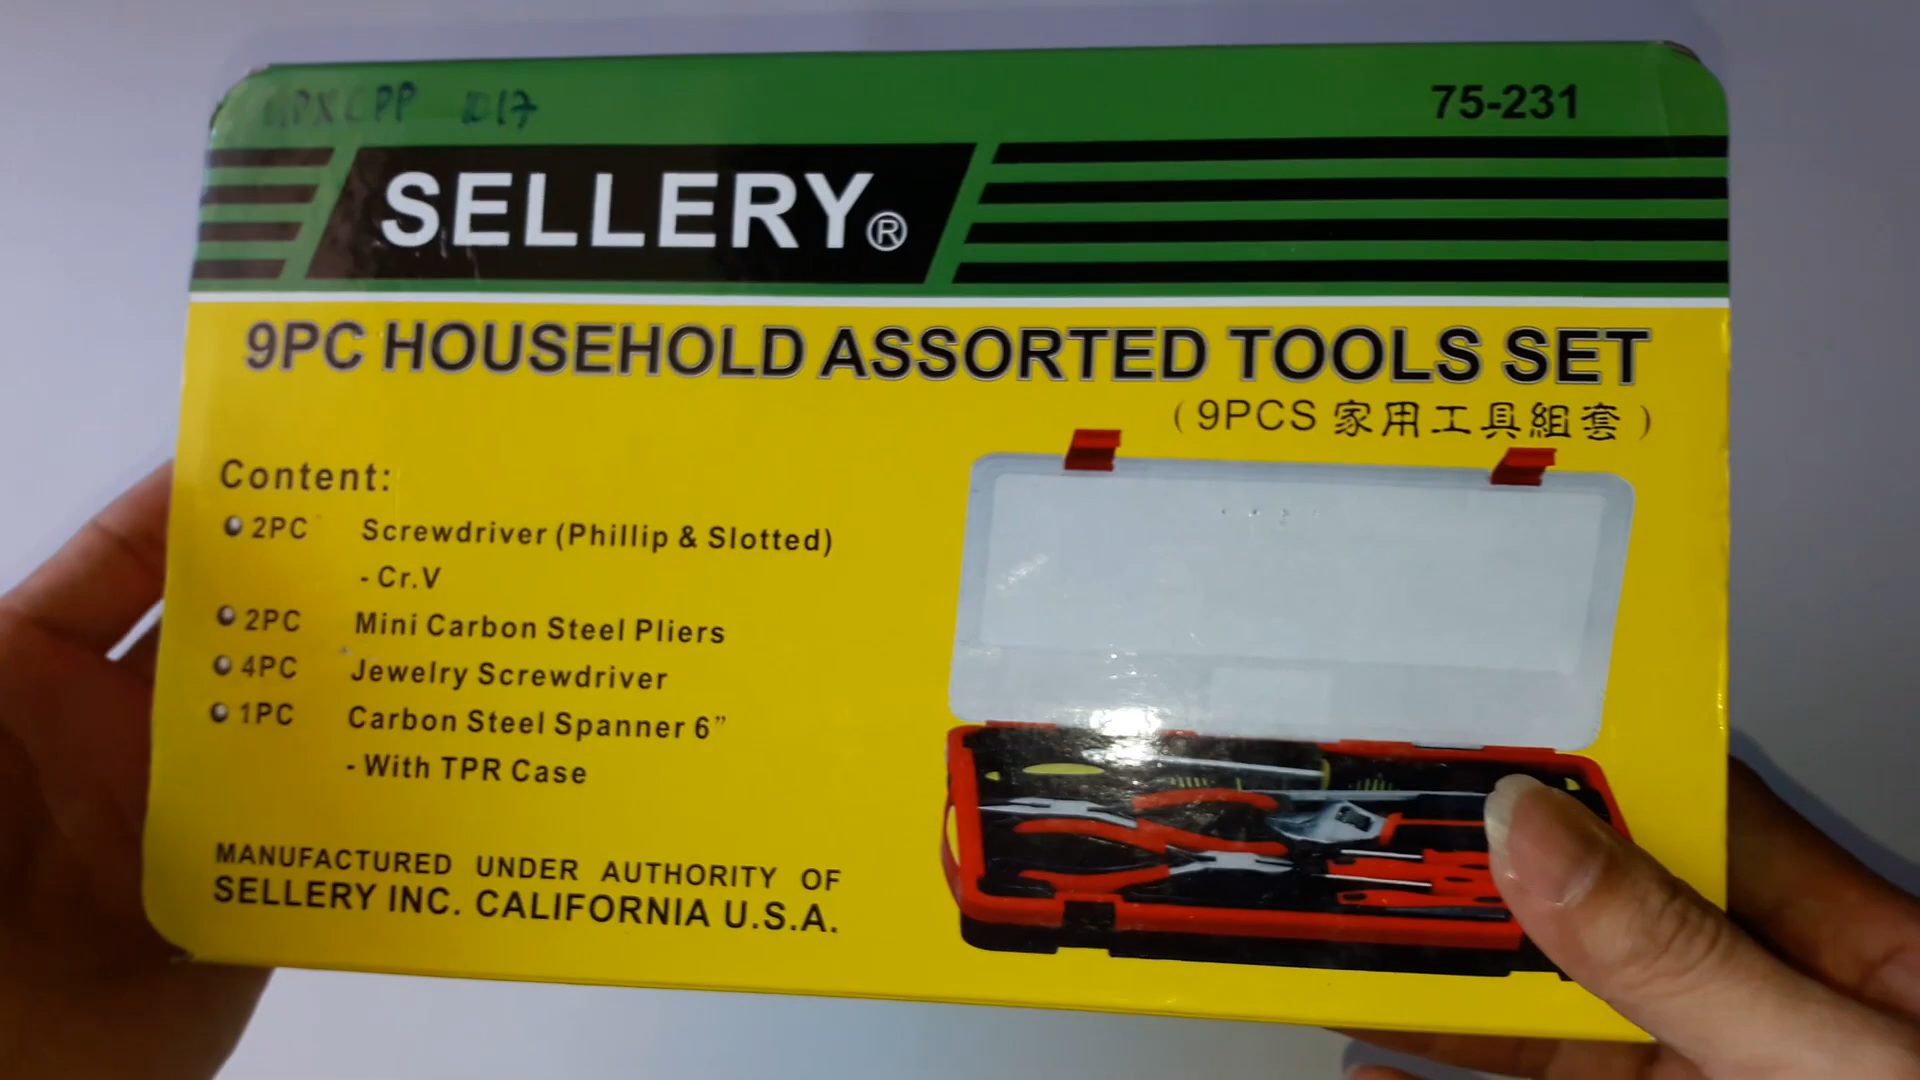 75-231
SELLERY®
9PC HOUSEHOLD ASSORTED TOOLS SET
(9PCS 家用工具組套)
Content:
2PC Screwdriver (Phillip & Slotted)
- Cr.V
2PC Mini Carbon Steel Pliers
4PC Jewelry Screwdriver
1PC Carbon Steel Spanner 6”
- With TPR Case
MANUFACTURED UNDER AUTHORITY OF
SELLERY INC. CALIFORNIA U.S.A.